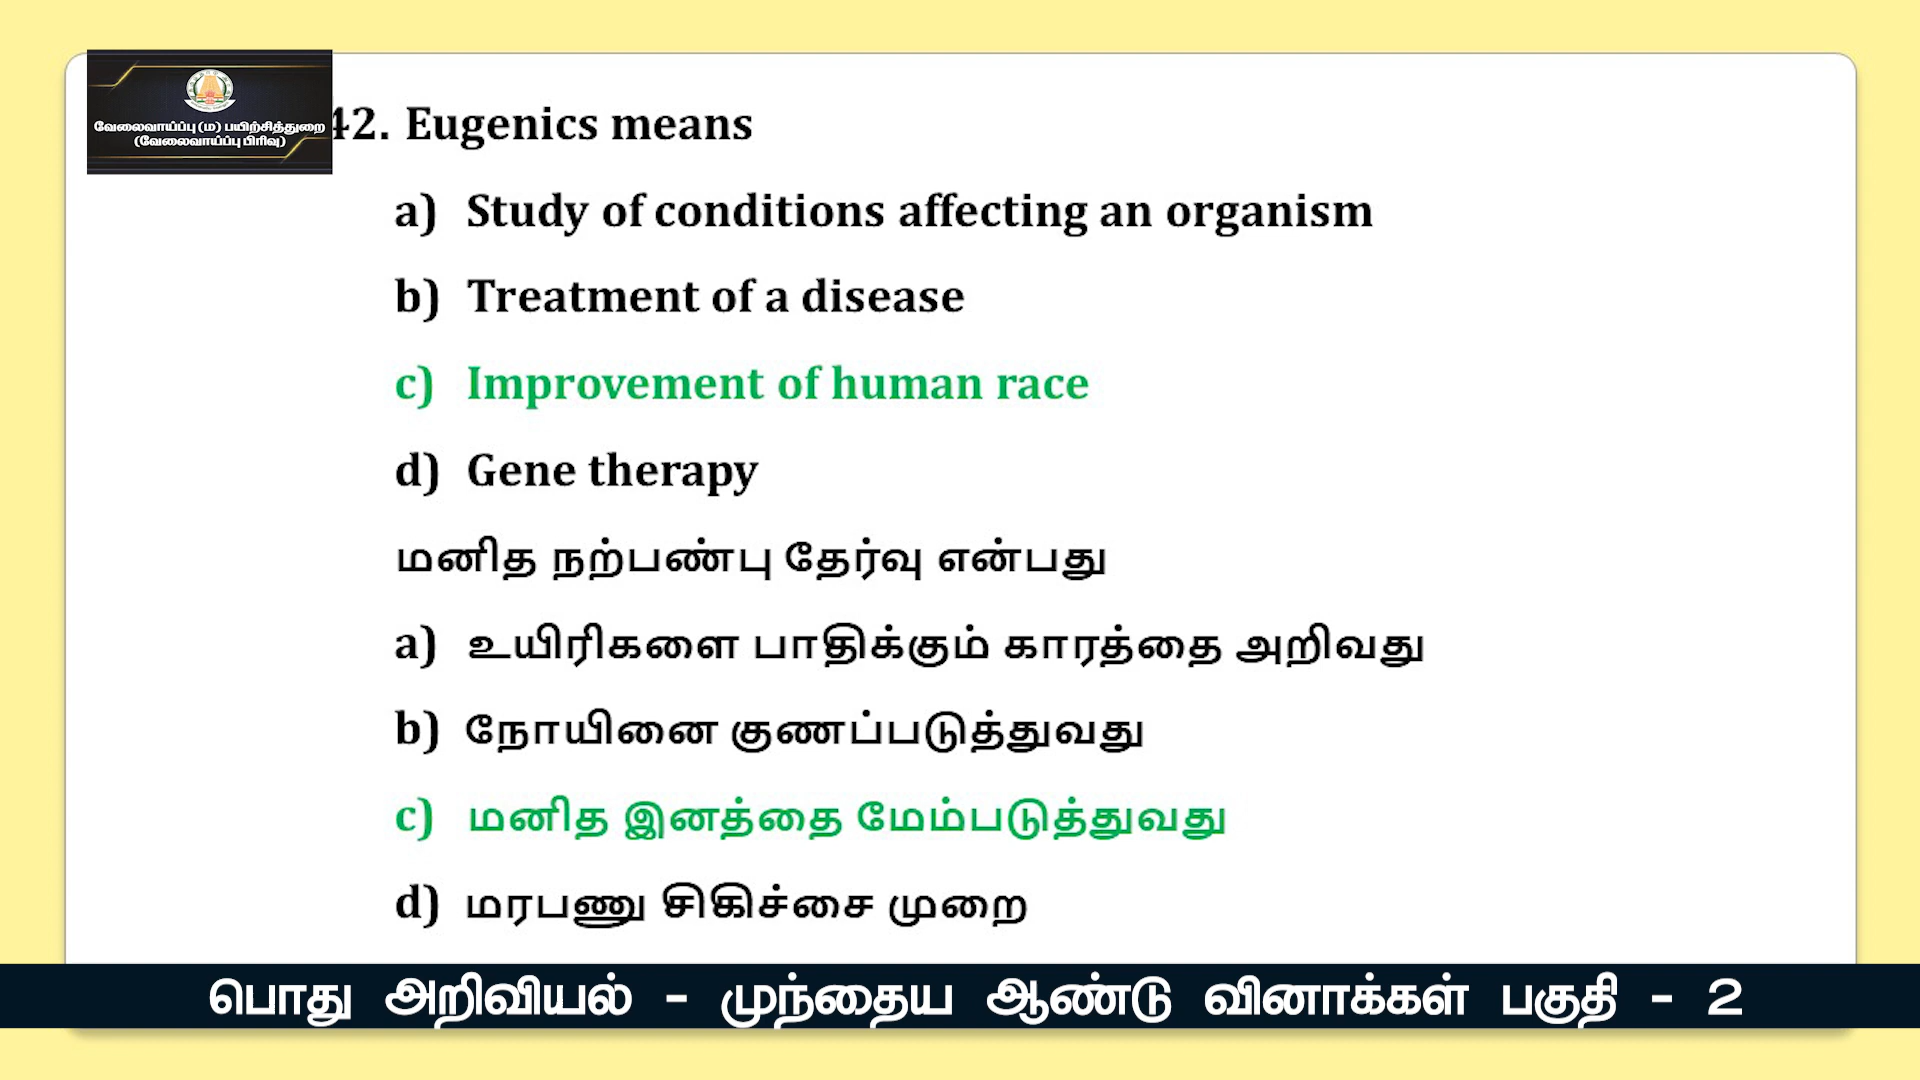 வேலைவாய்ப்பு (ம) பயிற்சித்துறை
(வேலைவாய்ப்பு பிரிவு)
42. Eugenics means
a) Study of conditions affecting an organism
b) Treatment of a disease
c) Improvement of human race
d) Gene therapy
மனித நற்பண்பு தேர்வு என்பது
a) உயிரிகளை பாதிக்கும் காரத்தை அறிவது
b) நோயினை குணப்படுத்துவது
c) மனித இனத்தை மேம்படுத்துவது
d) மரபணு சிகிச்சை முறை
பொது அறிவியல் - முந்தைய ஆண்டு வினாக்கள் பகுதி - 2